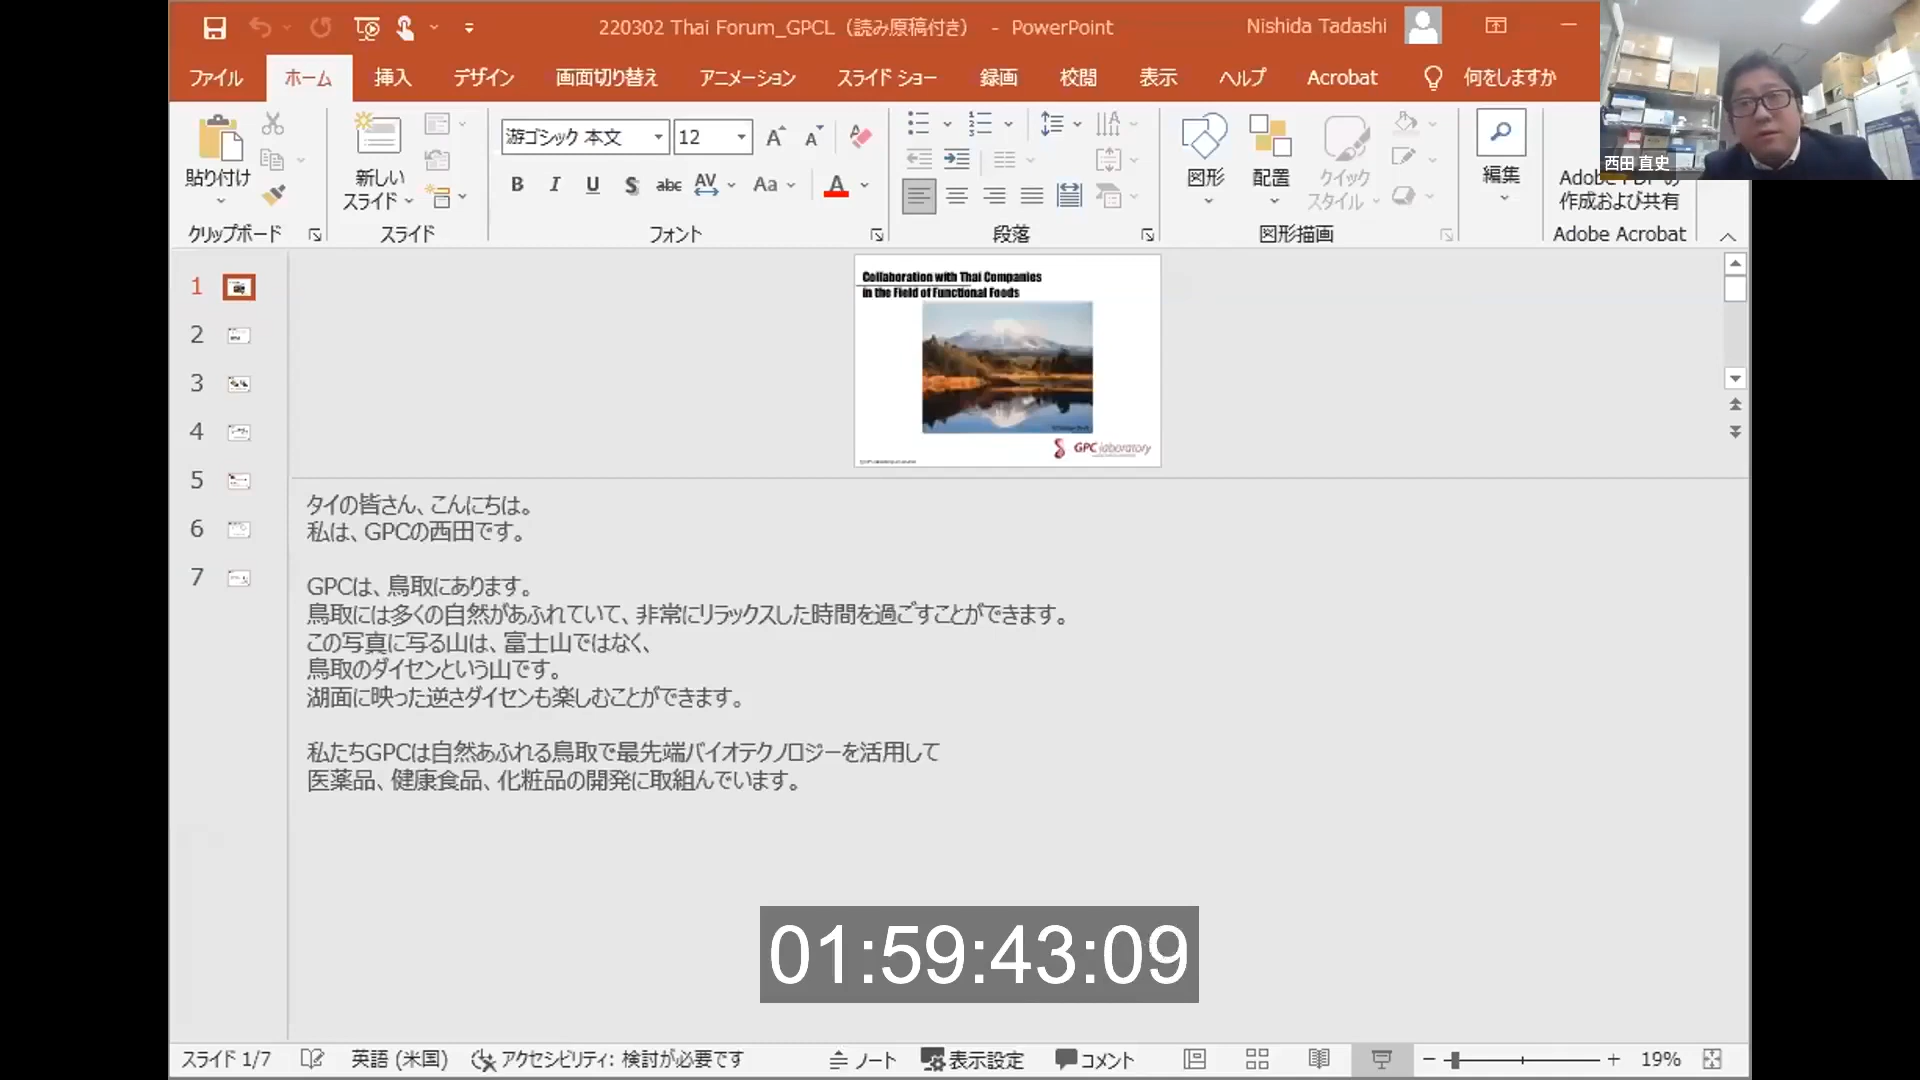 220302 Thai Forum_GPCL（読み原稿付き） - PowerPoint
Nishida Tadashi
ファイル ホーム 挿入 デザイン 画面切り替え アニメーション スライド ショー 録画 校閲 表示 ヘルプ Acrobat 何をしますか
西田 直史
貼り付け
新しい
スライド
游ゴシック 本文 12
B I U S abc AV Aa A
図形 配置 クイック
スタイル
編集
作成および共有
クリップボード スライド フォント 段落 図形描画 Adobe Acrobat
1
2
3
4
5
6
7
Collaboration with Thai Companies
in the Field of Functional Foods
GPC laboratory
タイの皆さん、こんにちは。
私は、GPCの西田です。
GPCは、鳥取にあります。
鳥取には多くの自然があふれていて、非常にリラックスした時間を過ごすことができます。
この写真に写る山は、富士山ではなく、
鳥取のダイセンという山です。
湖面に映った逆さダイセンも楽しむことができます。
私たちGPCは自然あふれる鳥取で最先端バイオテクノロジーを活用して
医薬品、健康食品、化粧品の開発に取組んでいます。
01:59:43:09
スライド 1/7 英語 (米国) アクセシビリティ: 検討が必要です ノート 表示設定 コメント 19%